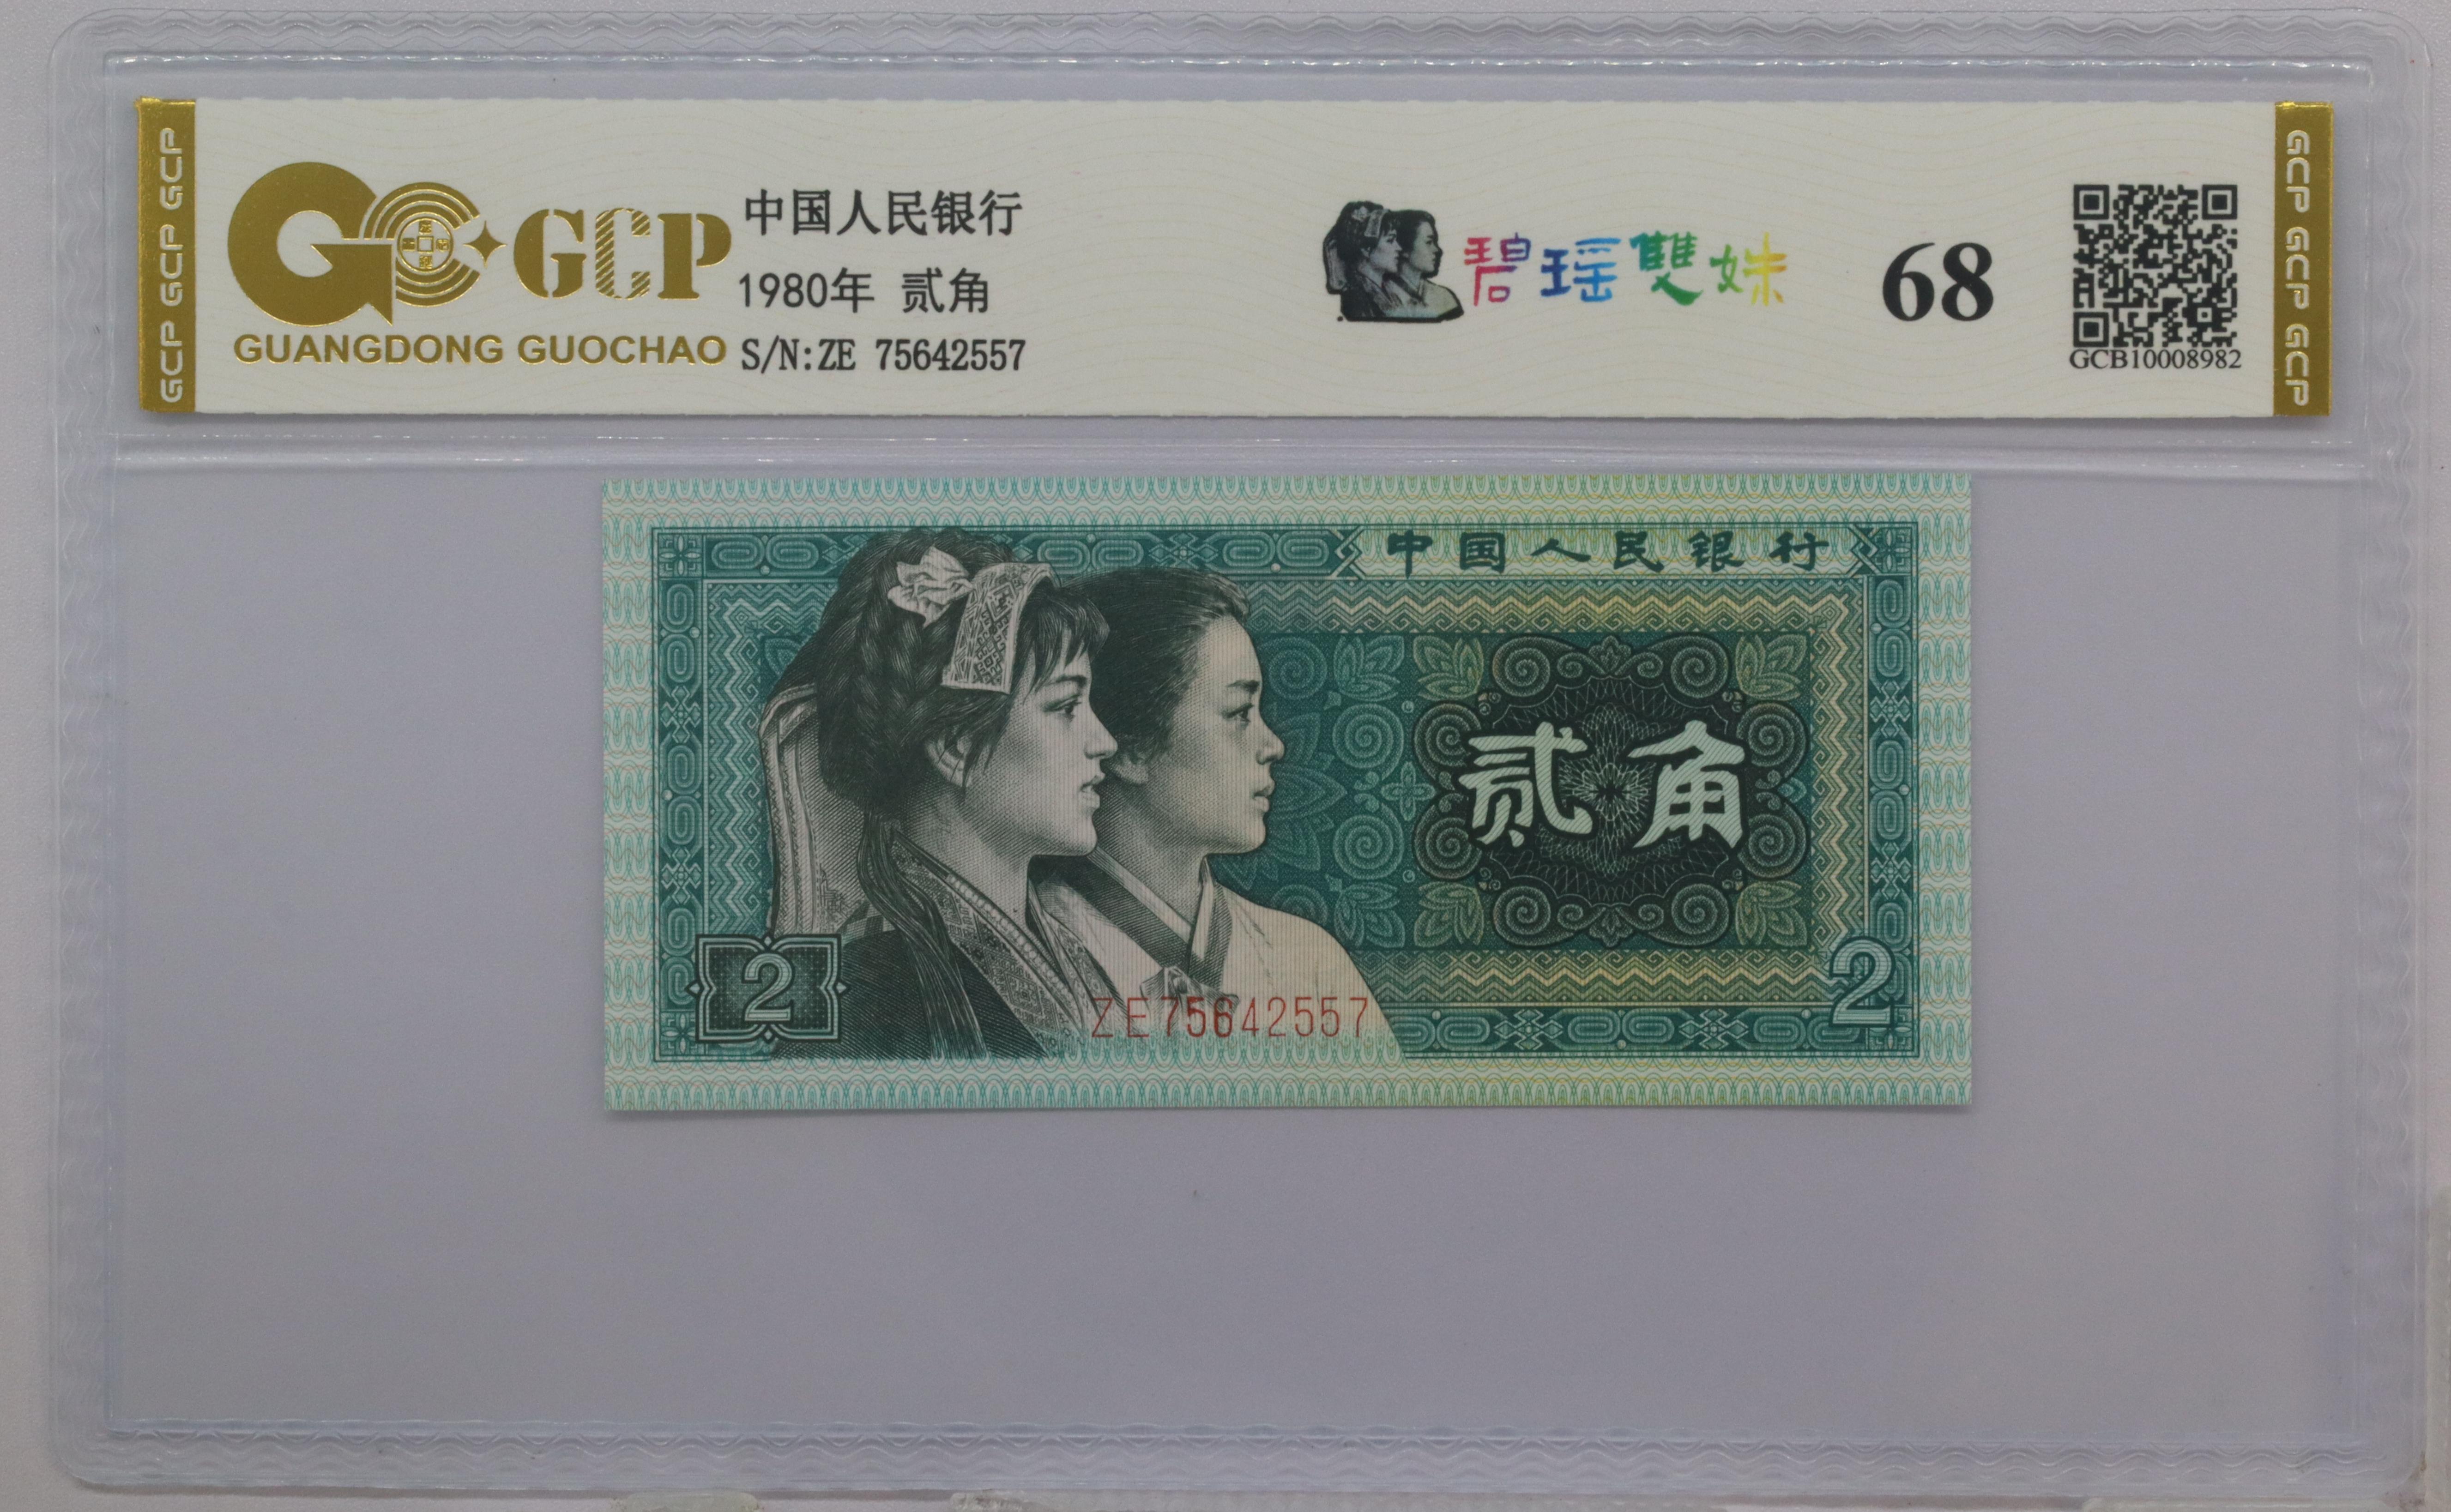 GCP GCP GCP
GCP
GUANGDONG GUOCHAO
中国人民银行
1980年 贰角
S/N:ZE 75642557
碧瑶雙姝
68
GCB10008982
GCP GCP GCP
中国人民银行
贰角
2
ZE75642557
2